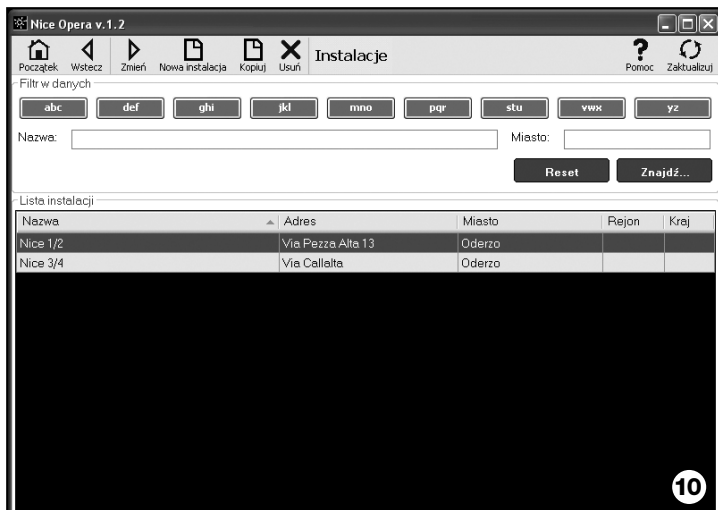 Nice Opera v.1.2
Początek Wstecz Zmień Nowa instalacja Kopiuj Usuń Instalacje Pomoc Zaktualizuj
Filtr w danych
abc def ghi jkl mno pqr stu vwx yz
Nazwa: Miasto:
Reset Znajdź...
Lista instalacji
Nazwa Adres Miasto Rejon Kraj
Nice 1/2 Via Pezza Alta 13 Oderzo
Nice 3/4 Via Callalta Oderzo
10